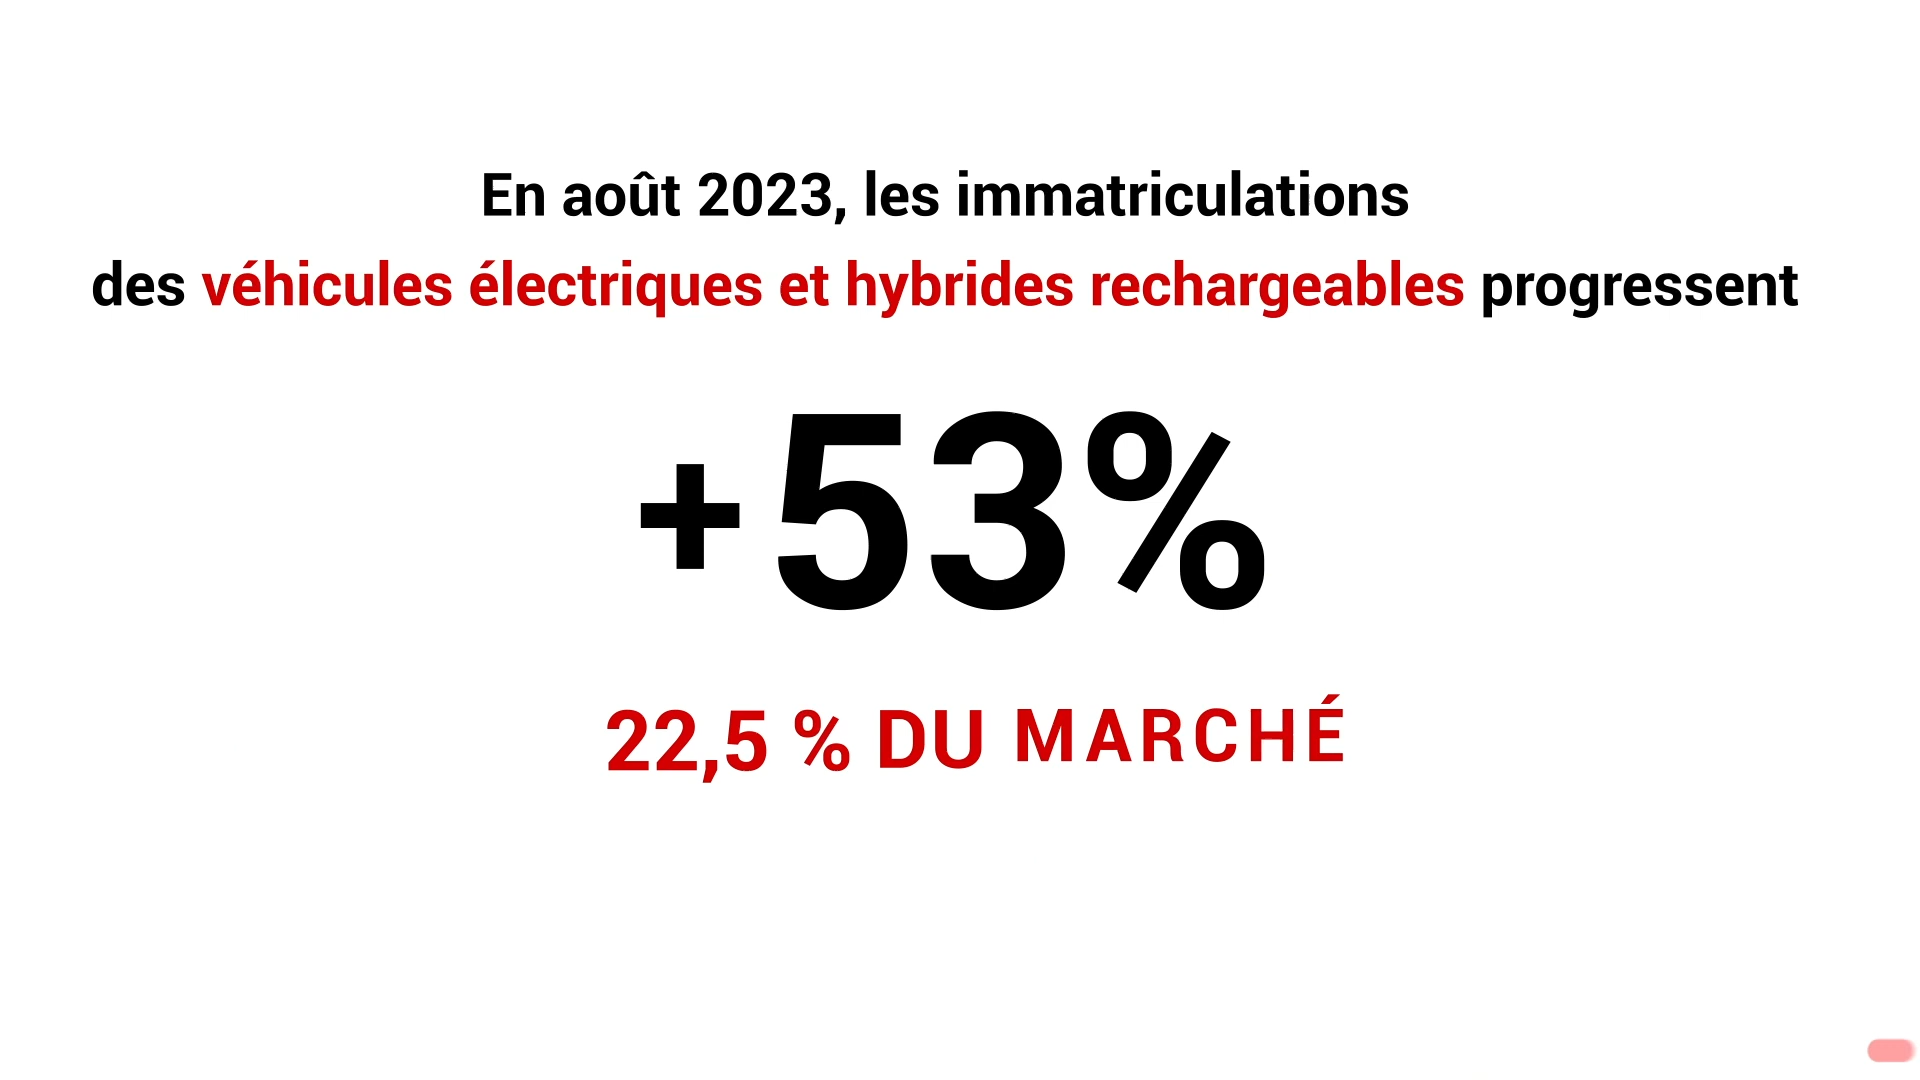 En août 2023, les immatriculations
des véhicules électriques et hybrides rechargeables progressent
+53%
22,5 % DU MARCHÉ